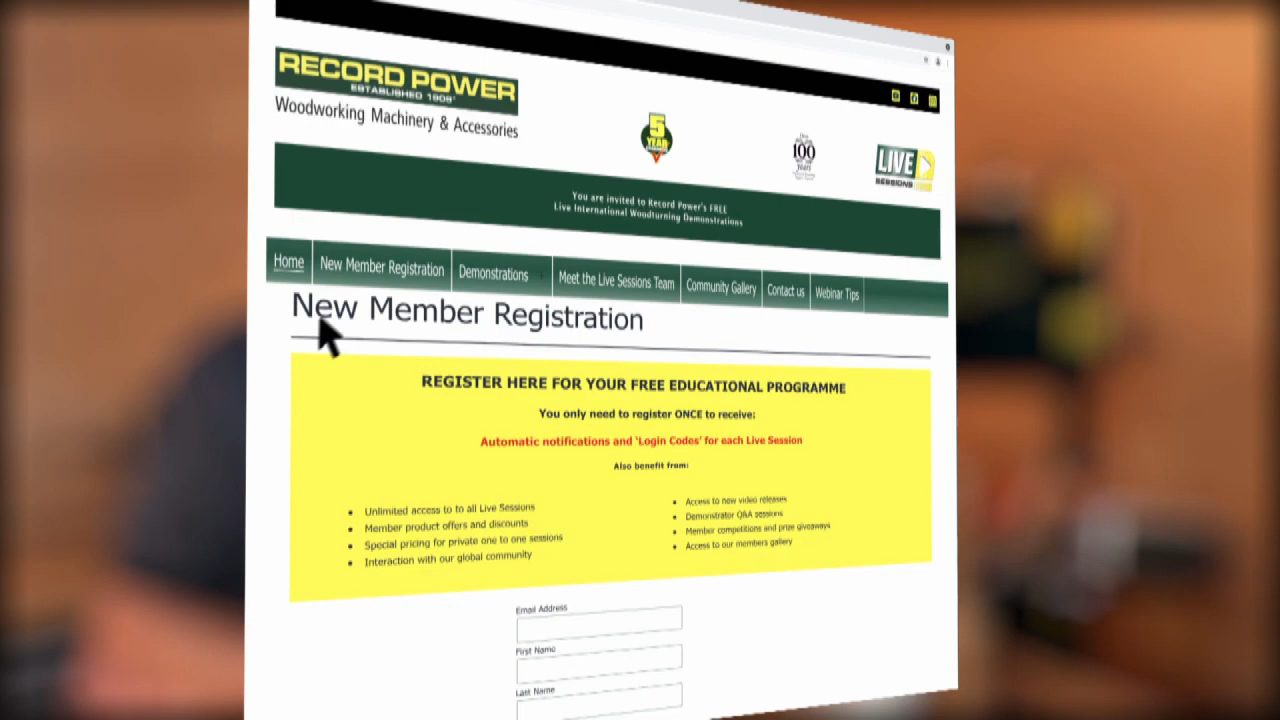 RECORD POWER
ESTABLISHED 1909
Woodworking Machinery & Accessories
5
YEAR
100
Years
LIVE
SESSIONS
You are invited to Record Power's FREE
Live International Woodturning Demonstrations
Home New Member Registration Demonstrations Meet the Live Sessions Team Community Gallery Contact us Webinar Tips
New Member Registration
REGISTER HERE FOR YOUR FREE EDUCATIONAL PROGRAMME
You only need to register ONCE to receive:
Automatic notifications and 'Login Codes' for each Live Session
Also benefit from:
• Unlimited access to to all Live Sessions
• Member product offers and discounts
• Special pricing for private one to one sessions
• Interaction with our global community
• Access to new video releases
• Demonstrator Q&A sessions
• Member competitions and prize giveaways
• Access to our members gallery
Email Address
First Name
Last Name